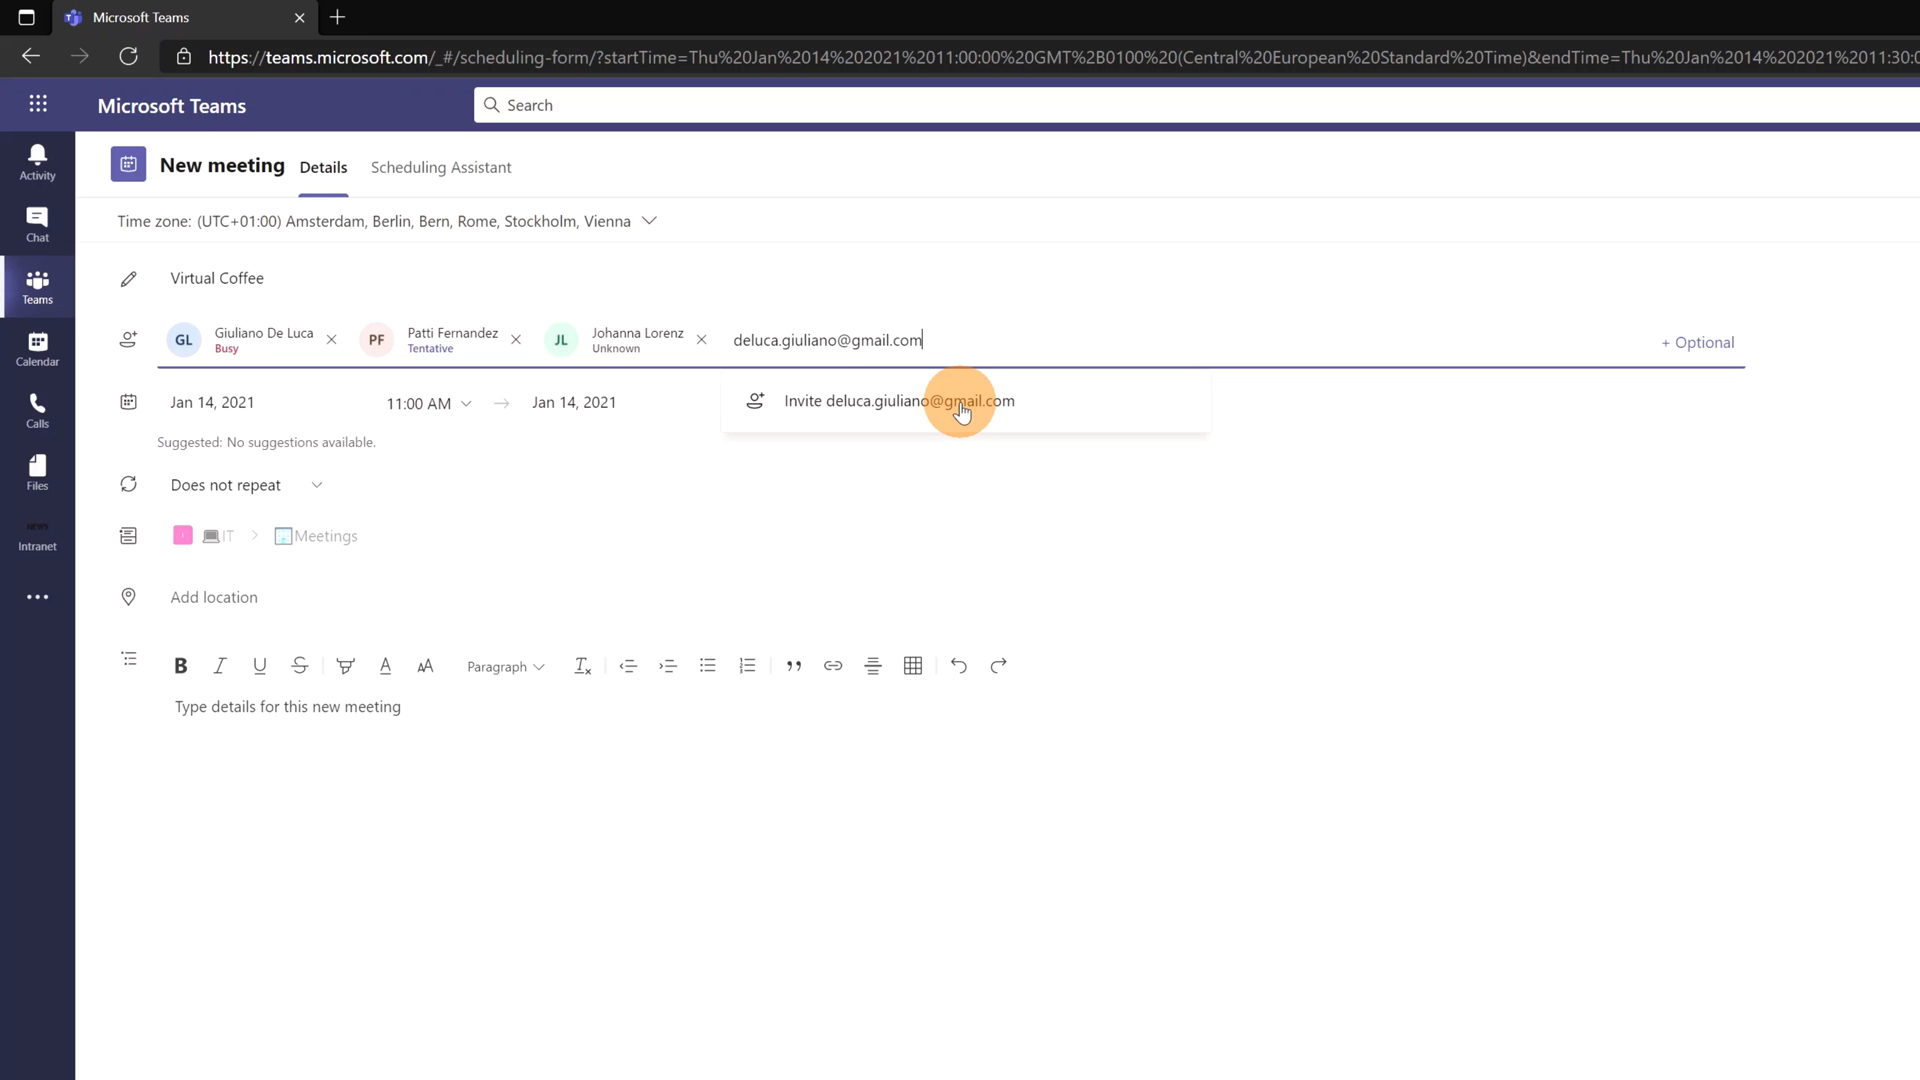 Microsoft Teams
https://teams.microsoft.com/_#/scheduling-form/?startTime=Thu%20Jan%2014%202021%2011:00:00%20GMT%2B0100%20(Central%20European%20Standard%20Time)&endTime=Thu%20Jan%2014%202021%2011:30:0
Microsoft Teams
Search
Activity
Chat
Teams
Calendar
Calls
Files
NEWS
Intranet
New meeting
Details
Scheduling Assistant
Time zone: (UTC+01:00) Amsterdam, Berlin, Bern, Rome, Stockholm, Vienna
Virtual Coffee
GL
Giuliano De Luca
Busy
PF
Patti Fernandez
Tentative
JL
Johanna Lorenz
Unknown
deluca.giuliano@gmail.com
+ Optional
Invite deluca.giuliano@gmail.com
Jan 14, 2021
11:00 AM
Jan 14, 2021
Suggested: No suggestions available.
Does not repeat
IT
Meetings
Add location
Paragraph
Type details for this new meeting